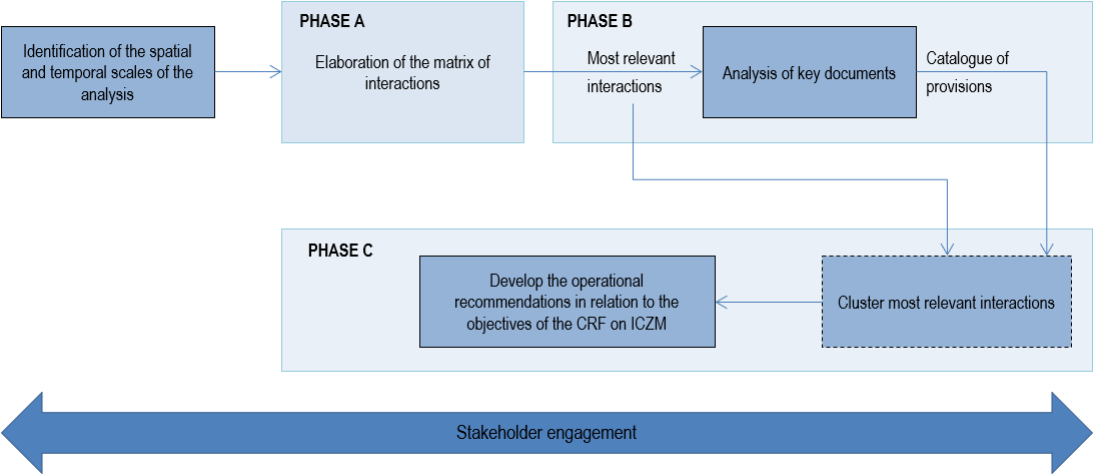 Identification of the spatial
and temporal scales of the
analysis
PHASE A
Elaboration of the matrix of
interactions
PHASE B
Most relevant
interactions
Analysis of key documents
Catalogue of
provisions
PHASE C
Develop the operational
recommendations in relation to the
objectives of the CRF on ICZM
Cluster most relevant interactions
Stakeholder engagement